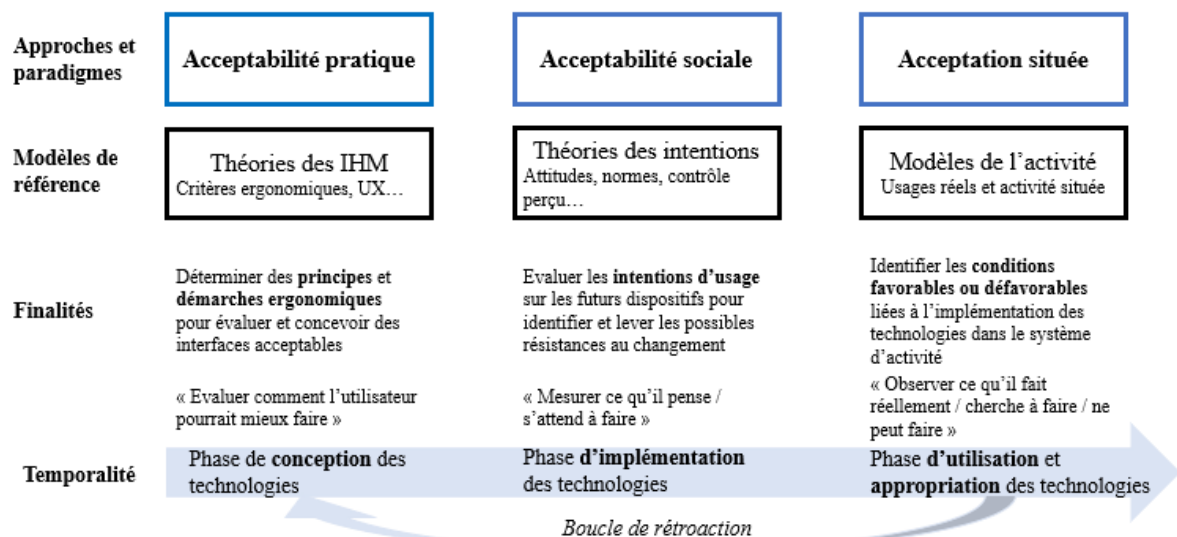 Approches et
paradigmes
Acceptabilité pratique
Acceptabilité sociale
Acceptation située
Modèles de
référence
Théories des IHM
Critères ergonomiques, UX…
Théories des intentions
Attitudes, normes, contrôle
perçu…
Modèles de l’activité
Usages réels et activité située
Finalités
Déterminer des principes et
démarches ergonomiques
pour évaluer et concevoir des
interfaces acceptables
« Evaluer comment l’utilisateur
pourrait mieux faire »
Evaluer les intentions d’usage
sur les futurs dispositifs pour
identifier et lever les possibles
résistances au changement
« Mesurer ce qu’il pense /
s’attend à faire »
Identifier les conditions
favorables ou défavorables
liées à l’implémentation des
technologies dans le système
d’activité
« Observer ce qu’il fait
réellement / cherche à faire / ne
peut faire »
Temporalité
Phase de conception des
technologies
Phase d’implémentation
des technologies
Phase d’utilisation et
appropriation des technologies
Boucle de rétroaction